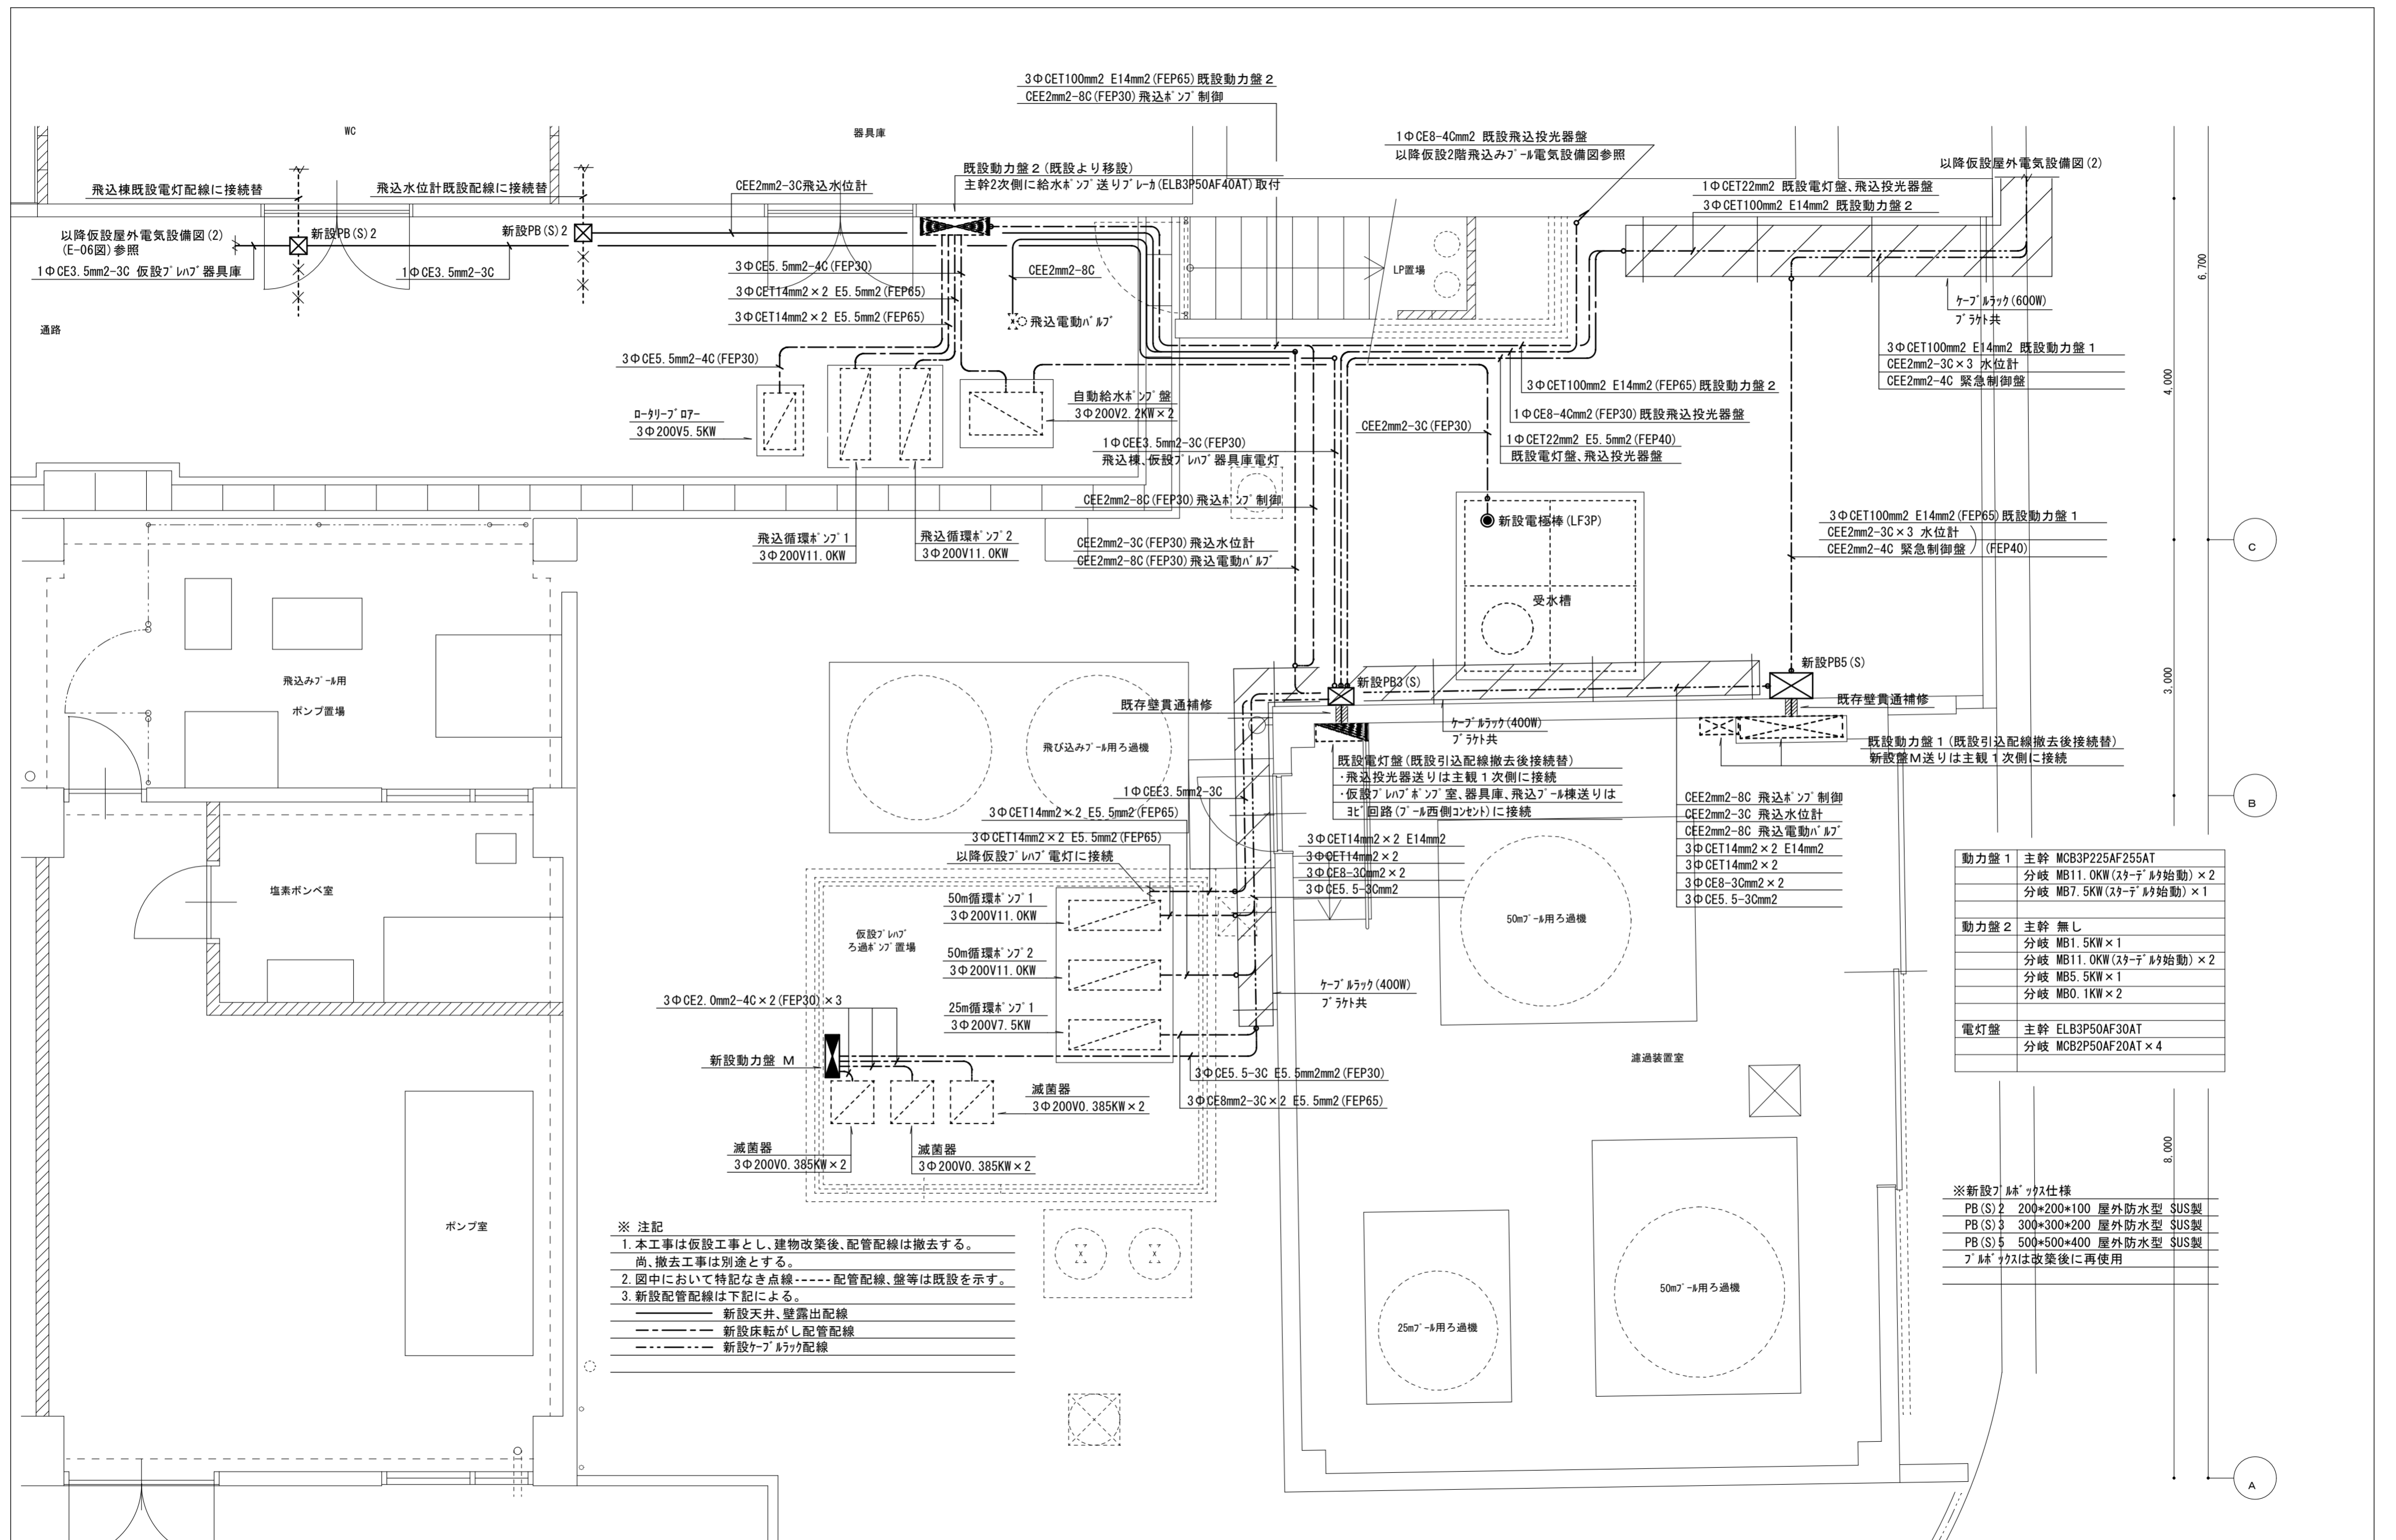 3ΦCET100mm2 E14mm2(FEP65)既設動力盤2
CEE2mm2-8C(FEP30)飛込ﾎﾟﾝﾌﾟ制御
WC
器具庫
1ΦCE8-4Cmm2 既設飛込投光器盤
以降仮設2階飛込みﾌﾟｰﾙ電気設備図参照
既設動力盤2(既設より移設)
主幹2次側に給水ﾎﾟﾝﾌﾟ送りﾌﾞﾚｰｶ(ELB3P50AF40AT)取付
以降仮設屋外電気設備図(2)
飛込棟既設電灯配線に接続替
飛込水位計既設配線に接続替
CEE2mm2-3C飛込水位計
1ΦCET22mm2 既設電灯盤、飛込投光器盤
3ΦCET100mm2 E14mm2 既設動力盤2
以降仮設屋外電気設備図(2)
(E-06図)参照
新設PB(S)2
新設PB(S)2
1ΦCE3.5mm2-3C 仮設ﾌﾟﾚﾊﾌﾞ器具庫
1ΦCE3.5mm2-3C
3ΦCE5.5mm2-4C(FEP30)
CEE2mm2-8C
LP置場
3ΦCET14mm2×2 E5.5mm2(FEP65)
3ΦCET14mm2×2 E5.5mm2(FEP65)
飛込電動ﾊﾞﾙﾌﾞ
ｹｰﾌﾞﾙﾗｯｸ(600W)
ﾌﾞﾗｹﾄ共
通路
3ΦCE5.5mm2-4C(FEP30)
3ΦCET100mm2 E14mm2 既設動力盤1
CEE2mm2-3C×3 水位計
CEE2mm2-4C 緊急制御盤
3ΦCET100mm2 E14mm2(FEP65)既設動力盤2
ﾛｰﾀﾘｰﾌﾞﾛｱｰ
3Φ200V5.5KW
自動給水ﾎﾟﾝﾌﾟ盤
3Φ200V2.2KW×2
1ΦCE8-4Cmm2(FEP30)既設飛込投光器盤
CEE2mm2-3C(FEP30)
1ΦCET22mm2 E5.5mm2(FEP40)
既設電灯盤、飛込投光器盤
1ΦCEE3.5mm2-3C(FEP30)
飛込棟、仮設ﾌﾟﾚﾊﾌﾞ器具庫電灯
CEE2mm2-8C(FEP30)飛込ﾎﾟﾝﾌﾟ制御
新設電極棒(LF3P)
飛込循環ﾎﾟﾝﾌﾟ1
3Φ200V11.0KW
飛込循環ﾎﾟﾝﾌﾟ2
3Φ200V11.0KW
CEE2mm2-3C(FEP30)飛込水位計
CEE2mm2-8C(FEP30)飛込電動ﾊﾞﾙﾌﾞ
3ΦCET100mm2 E14mm2(FEP65)既設動力盤1
CEE2mm2-3C×3 水位計
CEE2mm2-4C 緊急制御盤
(FEP40)
受水槽
6,700
4,000
3,000
8,000
C
B
A
飛込みﾌﾟｰﾙ用
ポンプ置場
新設PB3(S)
新設PB5(S)
既存壁貫通補修
既存壁貫通補修
飛び込みﾌﾟｰﾙ用ろ過機
ｹｰﾌﾞﾙﾗｯｸ(400W)
ﾌﾞﾗｹﾄ共
既設動力盤1(既設引込配線撤去後接続替)
新設盤M送りは主観1次側に接続
既設電灯盤(既設引込配線撤去後接続替)
・飛込投光器送りは主観1次側に接続
・仮設ﾌﾟﾚﾊﾌﾞﾎﾟﾝﾌﾟ室、器具庫、飛込ﾌﾟｰﾙ棟送りは
ﾖﾋﾞ回路(ﾌﾟｰﾙ西側ｺﾝｾﾝﾄ)に接続
1ΦCEE3.5mm2-3C
3ΦCET14mm2×2 E5.5mm2(FEP65)
3ΦCET14mm2×2 E5.5mm2(FEP65)
以降仮設ﾌﾟﾚﾊﾌﾞ電灯に接続
3ΦCET14mm2×2 E14mm2
3ΦCET14mm2×2
3ΦCE8-3Cmm2×2
3ΦCE5.5-3Cmm2
CEE2mm2-8C 飛込ﾎﾟﾝﾌﾟ制御
CEE2mm2-3C 飛込水位計
CEE2mm2-8C 飛込電動ﾊﾞﾙﾌﾞ
3ΦCET14mm2×2 E14mm2
3ΦCET14mm2×2
3ΦCE8-3Cmm2×2
3ΦCE5.5-3Cmm2
動力盤1 主幹 MCB3P225AF255AT
分岐 MB11.0KW(ｽﾀｰﾃﾞﾙﾀ始動)×2
分岐 MB7.5KW(ｽﾀｰﾃﾞﾙﾀ始動)×1
動力盤2 主幹 無し
分岐 MB1.5KW×1
分岐 MB11.0KW(ｽﾀｰﾃﾞﾙﾀ始動)×2
分岐 MB5.5KW×1
分岐 MB0.1KW×2
電灯盤 主幹 ELB3P50AF30AT
分岐 MCB2P50AF20AT×4
塩素ボンベ室
50m循環ﾎﾟﾝﾌﾟ1
3Φ200V11.0KW
仮設ﾌﾟﾚﾊﾌﾞ
ろ過ﾎﾟﾝﾌﾟ置場
50mﾌﾟｰﾙ用ろ過機
50m循環ﾎﾟﾝﾌﾟ2
3Φ200V11.0KW
3ΦCE2.0mm2-4C×2(FEP30)×3
25m循環ﾎﾟﾝﾌﾟ1
3Φ200V7.5KW
ｹｰﾌﾞﾙﾗｯｸ(400W)
ﾌﾞﾗｹﾄ共
新設動力盤 M
濾過装置室
3ΦCE5.5-3C E5.5mm2mm2(FEP30)
3ΦCE8mm2-3C×2 E5.5mm2(FEP65)
滅菌器
3Φ200V0.385KW×2
滅菌器
3Φ200V0.385KW×2
滅菌器
3Φ200V0.385KW×2
ポンプ室
※ 注記
1.本工事は仮設工事とし、建物改築後、配管配線は撤去する。
尚、撤去工事は別途とする。
2.図中において特記なき点線-----配管配線、盤等は既設を示す。
3.新設配管配線は下記による。
新設天井、壁露出配線
新設床転がし配管配線
新設ｹｰﾌﾞﾙﾗｯｸ配線
※新設ﾌﾟﾙﾎﾞｯｸｽ仕様
PB(S)2 200*200*100 屋外防水型 SUS製
PB(S)3 300*300*200 屋外防水型 SUS製
PB(S)5 500*500*400 屋外防水型 SUS製
ﾌﾟﾙﾎﾞｯｸｽは改築後に再使用
25mﾌﾟｰﾙ用ろ過機
50mﾌﾟｰﾙ用ろ過機